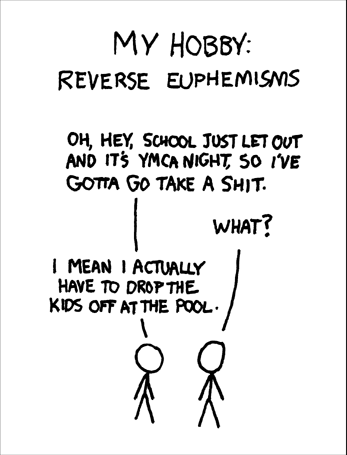 MY HOBBY:
REVERSE EUPHEMISMS
OH, HEY, SCHOOL JUST LET OUT
AND IT'S YMCA NIGHT, SO I'VE
GOTTA GO TAKE A SHIT.
WHAT?
I MEAN I ACTUALLY
HAVE TO DROP THE
KIDS OFF AT THE POOL.